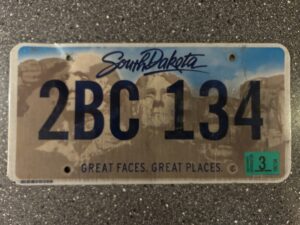 South Dakota
2BC 134
3
GREAT FACES. GREAT PLACES.